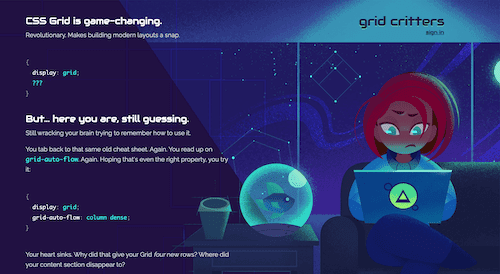 CSS Grid is game-changing.
Revolutionary. Makes building modern layouts a snap.
{
display: grid;
???
}
But... here you are, still guessing.
Still wracking your brain trying to remember how to use it.
You tab back to that same old cheat sheet. Again. You read up on
grid-auto-flow. Again. Hoping that's even the right property, you try
it:
{
display: grid;
grid-auto-flow: column dense;
}
Your heart sinks. Why did that give your Grid four new rows? Where did
your content section disappear to?
grid critters
sign in